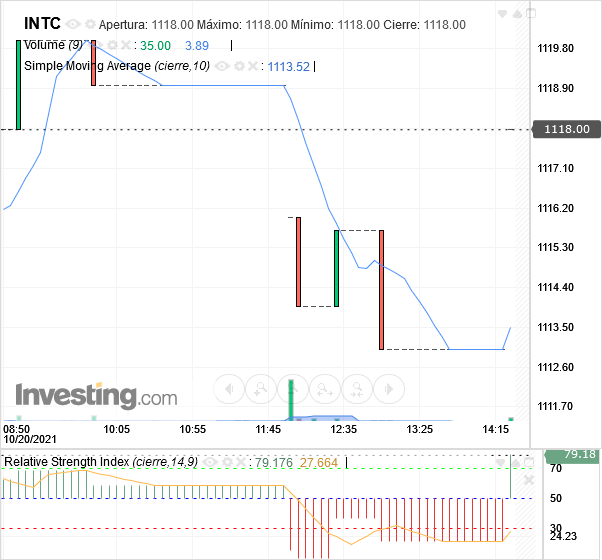 INTC Apertura: 1118.00 Máximo: 1118.00 Mínimo: 1118.00 Cierre: 1118.00
Volume (9) : 35.00 3.89
Simple Moving Average (cierre,10) : 1113.52
1119.80
1118.90
1118.00
1117.10
1116.20
1115.30
1114.40
1113.50
1112.60
1111.70
Investing.com
08:50 10:05 10:55 11:45 12:35 13:25 14:15
10/20/2021
Relative Strength Index (cierre,14,9) : 79.176 27.664
79.18
70
50
30
24.23